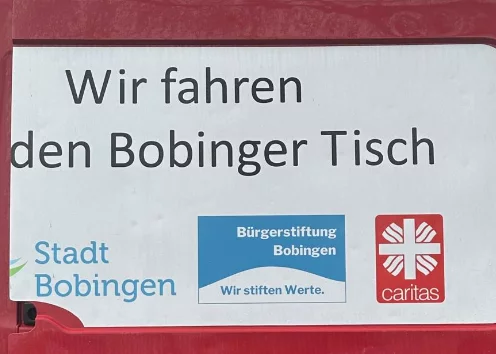 Wir fahren
den Bobinger Tisch
Stadt
Bobingen
Bürgerstiftung
Bobingen
Wir stiften Werte.
caritas